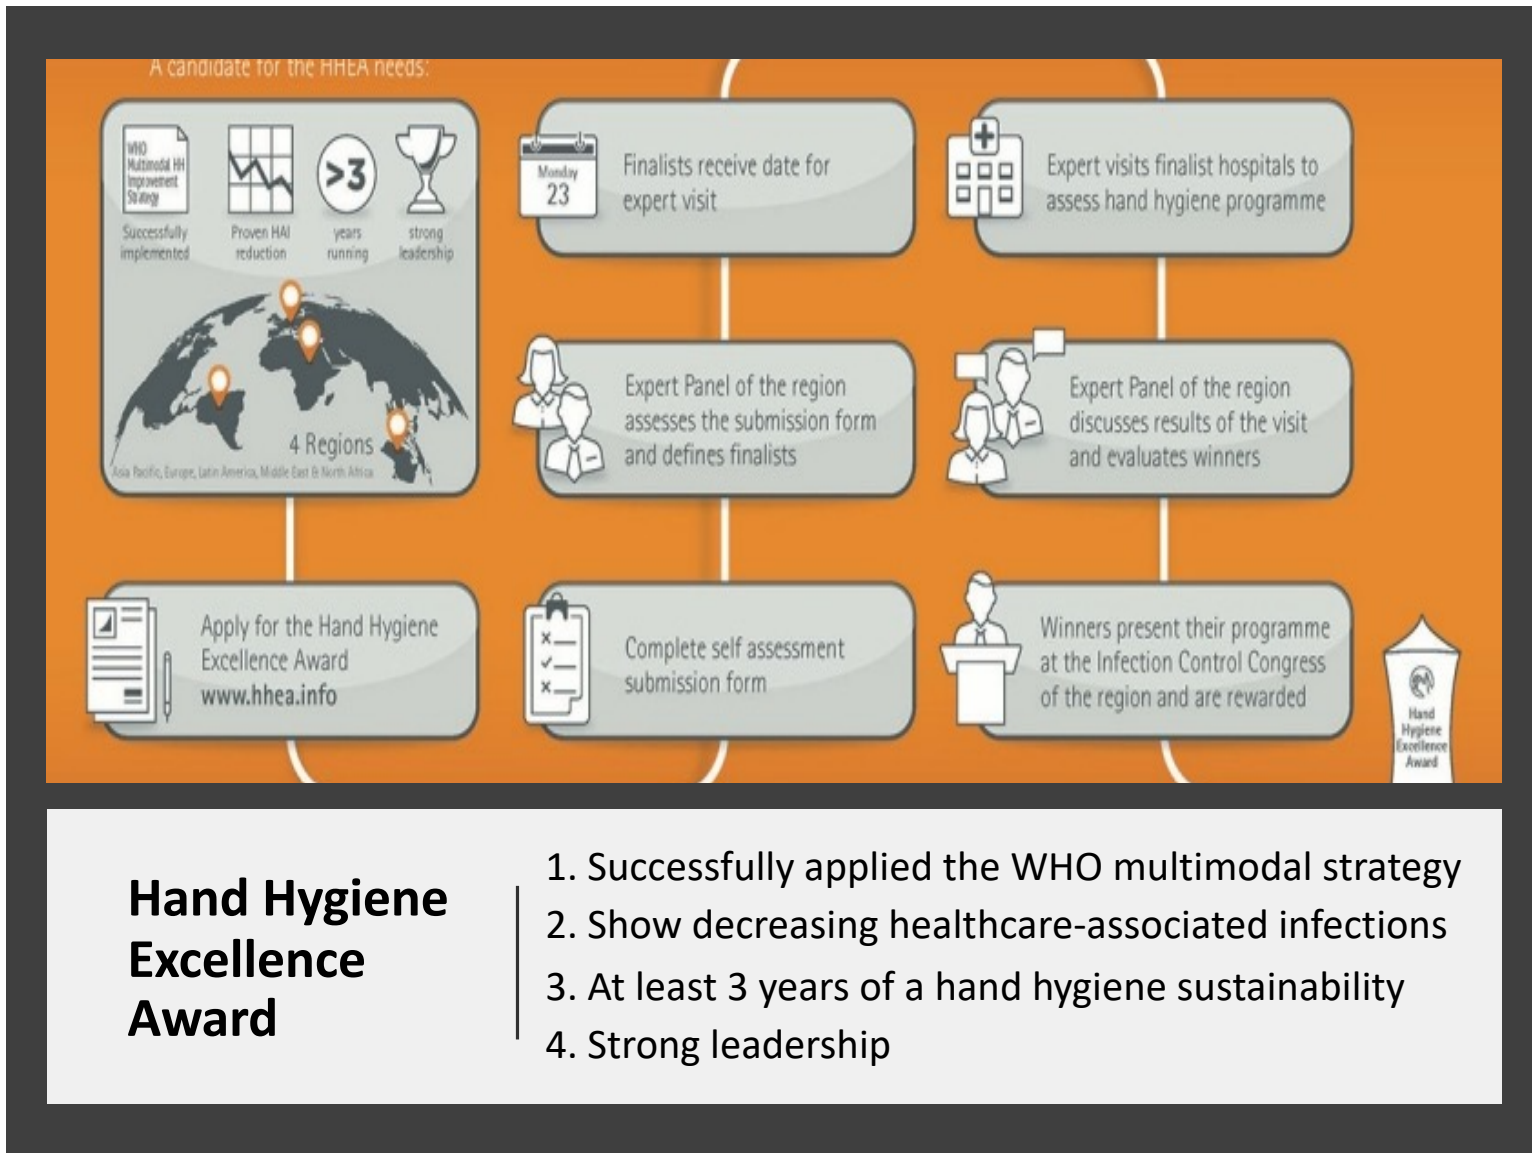 A candidate for the HHEA needs:
WHO
Multimodal HH
Improvement
Strategy
>3
Successfully
implemented
Proven HAI
reduction
years
running
strong
leadership
4 Regions
Asia Pacific, Europe, Latin America, Middle East & North Africa
Apply for the Hand Hygiene
Excellence Award
www.hhea.info
Monday
23
Finalists receive date for
expert visit
Expert Panel of the region
assesses the submission form
and defines finalists
Complete self assessment
submission form
Expert visits finalist hospitals to
assess hand hygiene programme
Expert Panel of the region
discusses results of the visit
and evaluates winners
Winners present their programme
at the Infection Control Congress
of the region and are rewarded
Hand
Hygiene
Excellence
Award
Hand Hygiene
Excellence
Award
1. Successfully applied the WHO multimodal strategy
2. Show decreasing healthcare-associated infections
3. At least 3 years of a hand hygiene sustainability
4. Strong leadership